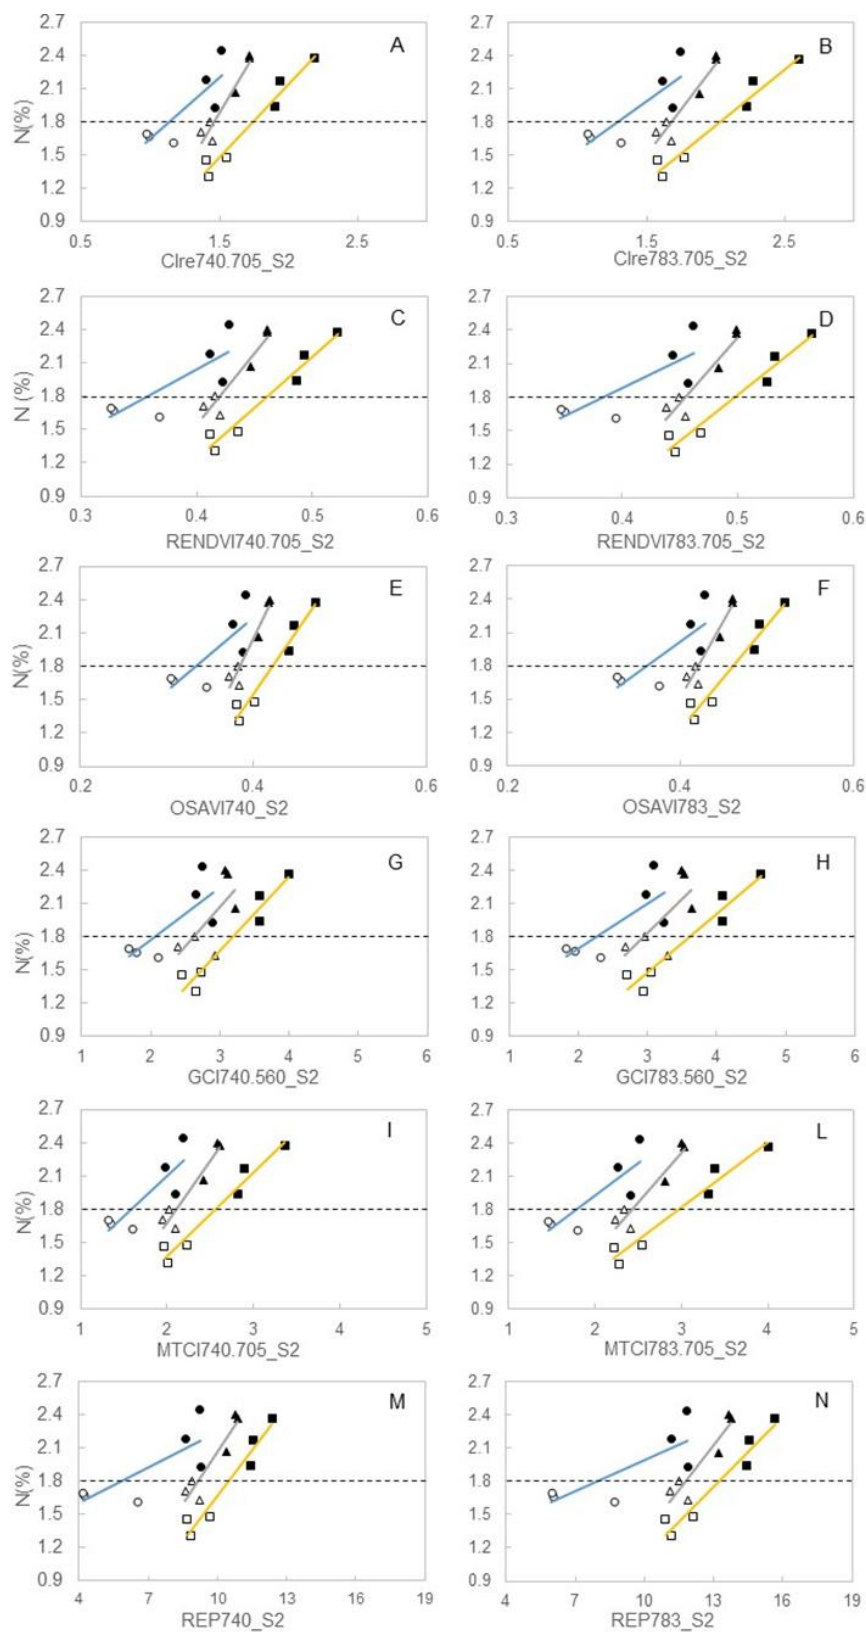 2.7
2.4
2.1
1.8
1.5
1.2
0.9
N(%)
A
0.5 1.5 2.5
CIre740.705_S2
2.7
2.4
2.1
1.8
1.5
1.2
0.9
B
0.5 1.5 2.5
CIre783.705_S2
2.7
2.4
2.1
1.8
1.5
1.2
0.9
N (%)
C
0.3 0.4 0.5 0.6
RENDVI740.705_S2
2.7
2.4
2.1
1.8
1.5
1.2
0.9
D
0.3 0.4 0.5 0.6
RENDVI783.705_S2
2.7
2.4
2.1
1.8
1.5
1.2
0.9
N(%)
E
0.2 0.4 0.6
OSAVI740_S2
2.7
2.4
2.1
1.8
1.5
1.2
0.9
F
0.2 0.4 0.6
OSAVI783_S2
2.7
2.4
2.1
1.8
1.5
1.2
0.9
N(%)
G
1 2 3 4 5 6
GCI740.560_S2
2.7
2.4
2.1
1.8
1.5
1.2
0.9
H
1 2 3 4 5 6
GCI783.560_S2
2.7
2.4
2.1
1.8
1.5
1.2
0.9
N(%)
I
1 2 3 4 5
MTCI740.705_S2
2.7
2.4
2.1
1.8
1.5
1.2
0.9
L
1 2 3 4 5
MTCI783.705_S2
2.7
2.4
2.1
1.8
1.5
1.2
0.9
N(%)
M
4 7 10 13 16 19
REP740_S2
2.7
2.4
2.1
1.8
1.5
1.2
0.9
N
4 7 10 13 16 19
REP783_S2